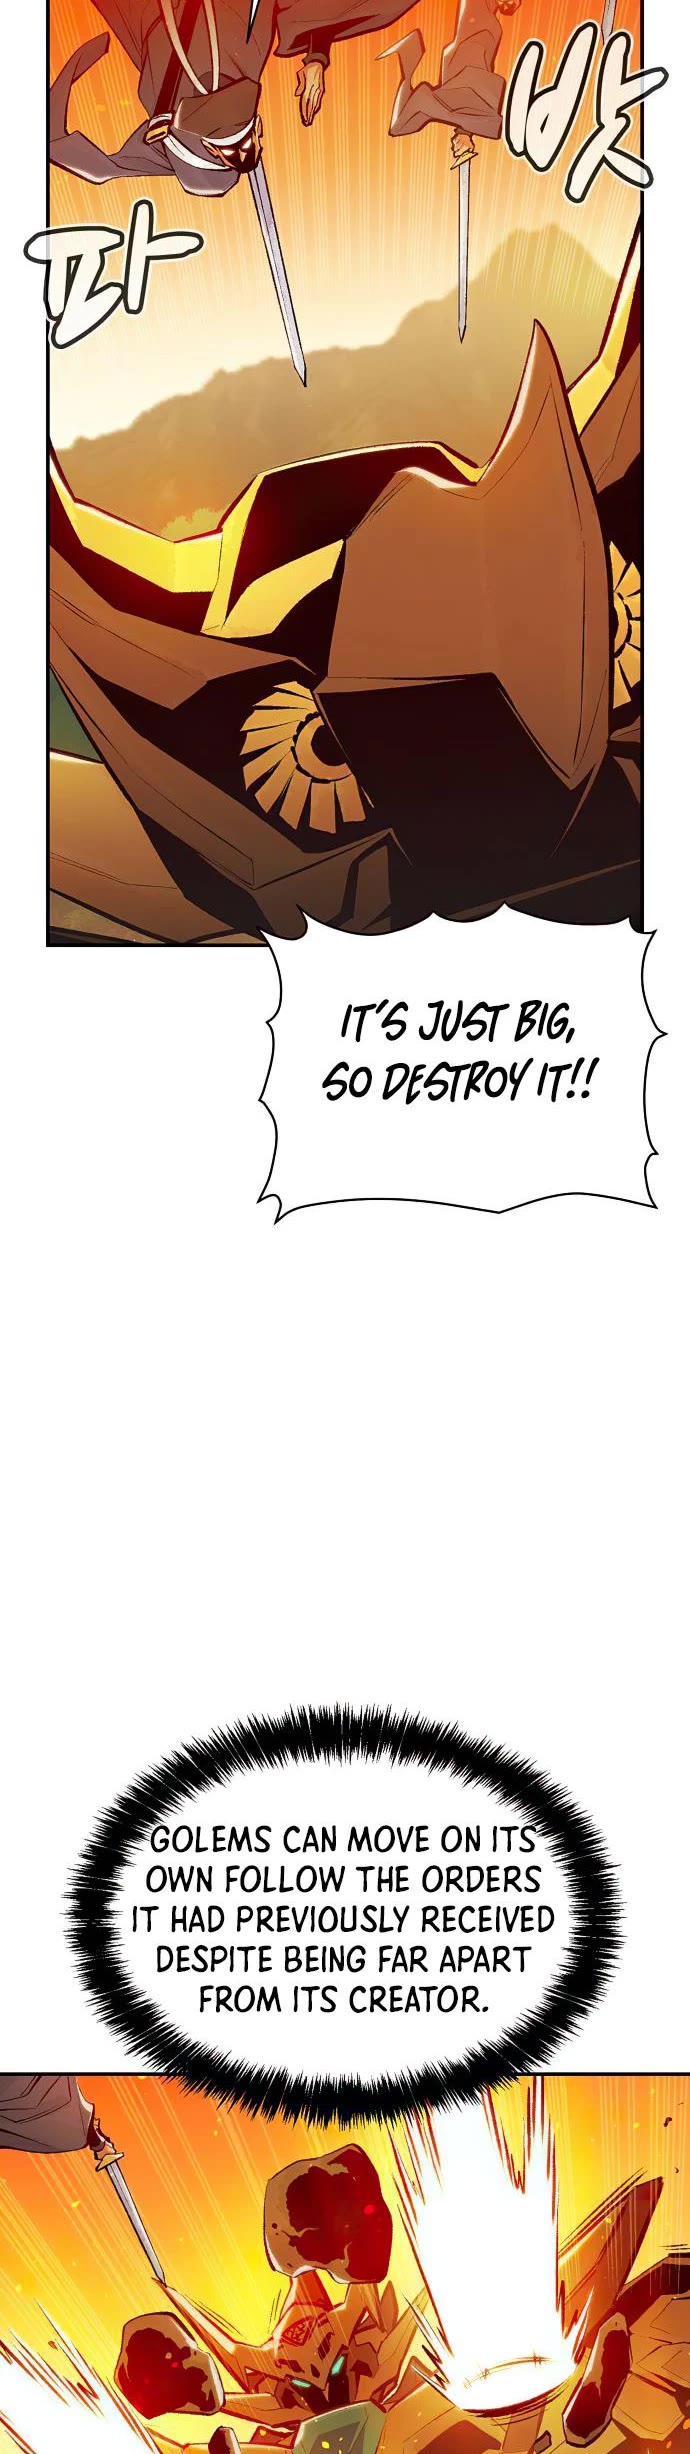 팟
파
IT'S JUST BIG,
SO DESTROY IT!!
GOLEMS CAN MOVE ON ITS
OWN FOLLOW THE ORDERS
IT HAD PREVIOUSLY RECEIVED
DESPITE BEING FAR APART
FROM ITS CREATOR.